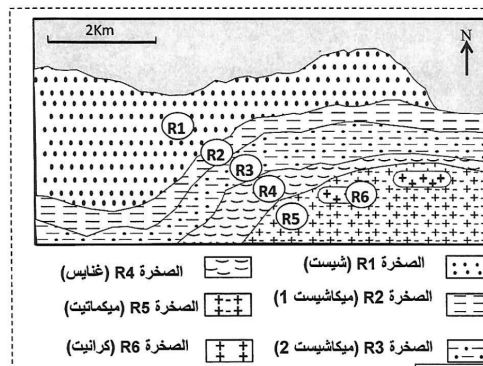 2Km
N
R1
R2
R3
R4
R6
R5
الصخرة R1 (شيست)
الصخرة R4 (غنايس)
الصخرة R2 (ميكاشيست 1)
الصخرة R5 (ميكماتيت)
الصخرة R3 (ميكاشيست 2)
الصخرة R6 (كرانيت)